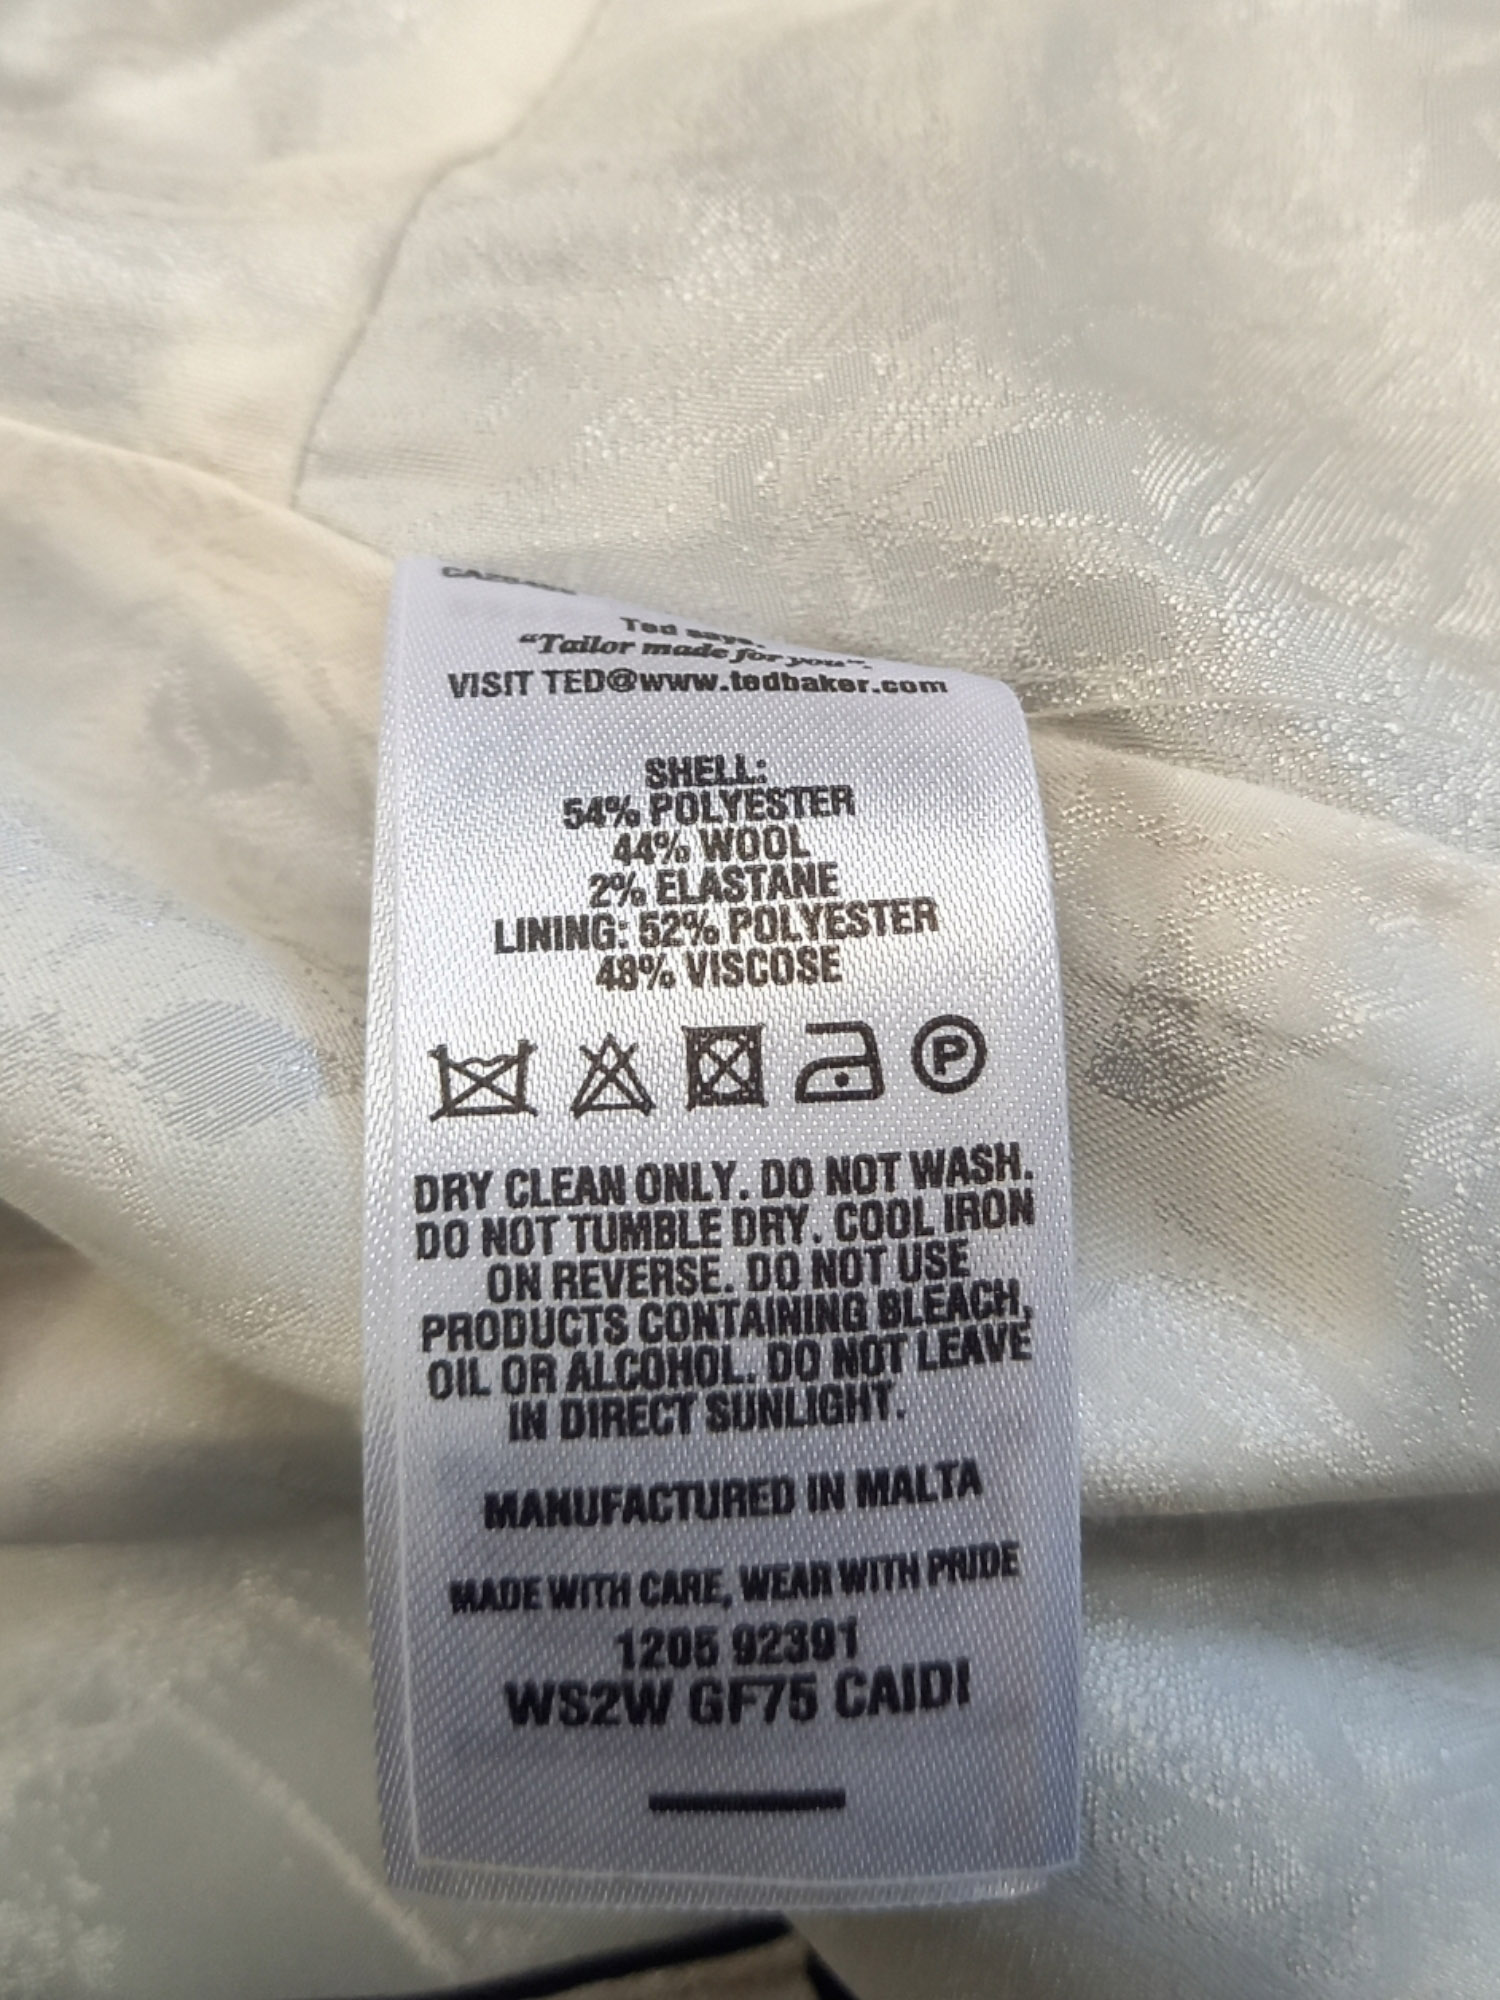 Ted says.
"Tailor made for you".
VISIT TED@www.tedbaker.com
SHELL:
54% POLYESTER
44% WOOL
2% ELASTANE
LINING: 52% POLYESTER
48% VISCOSE
P
DRY CLEAN ONLY. DO NOT WASH.
DO NOT TUMBLE DRY. COOL IRON
ON REVERSE. DO NOT USE
PRODUCTS CONTAINING BLEACH,
OIL OR ALCOHOL. DO NOT LEAVE
IN DIRECT SUNLIGHT.
MANUFACTURED IN MALTA
MADE WITH CARE, WEAR WITH PRIDE
1205 92391
WS2W GF75 CAIDI